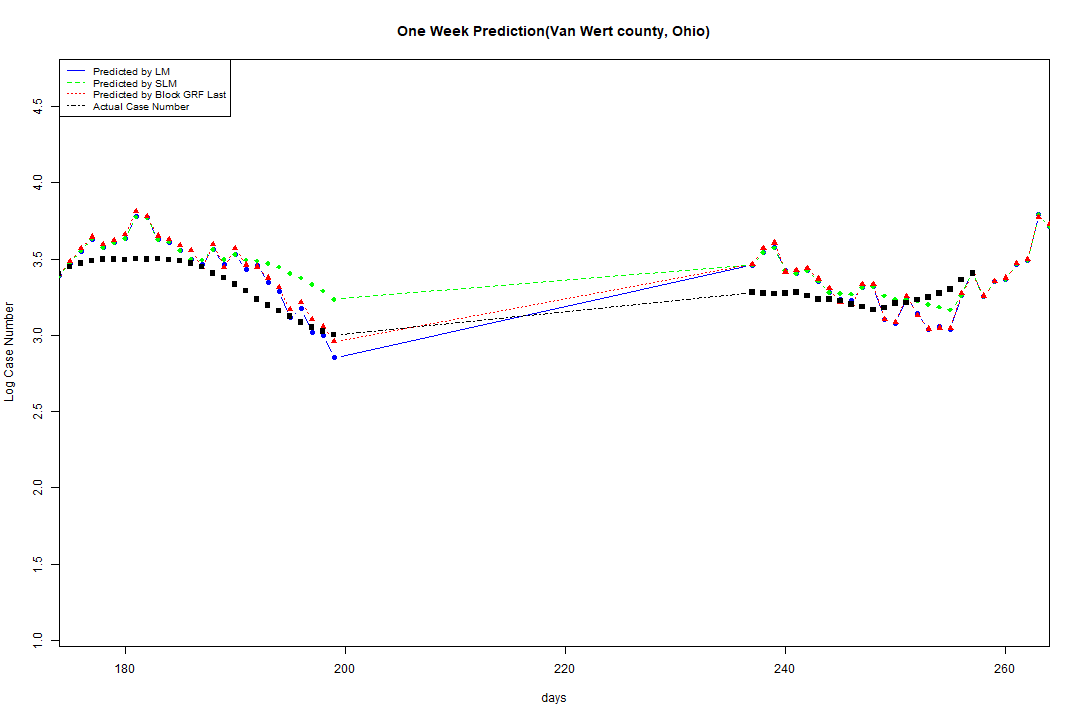 One Week Prediction(Van Wert county, Ohio)
Predicted by LM
Predicted by SLM
Predicted by Block GRF Last
Actual Case Number
4.5
4.0
3.5
3.0
2.5
2.0
1.5
1.0
Log Case Number
180 200 220 240 260
days